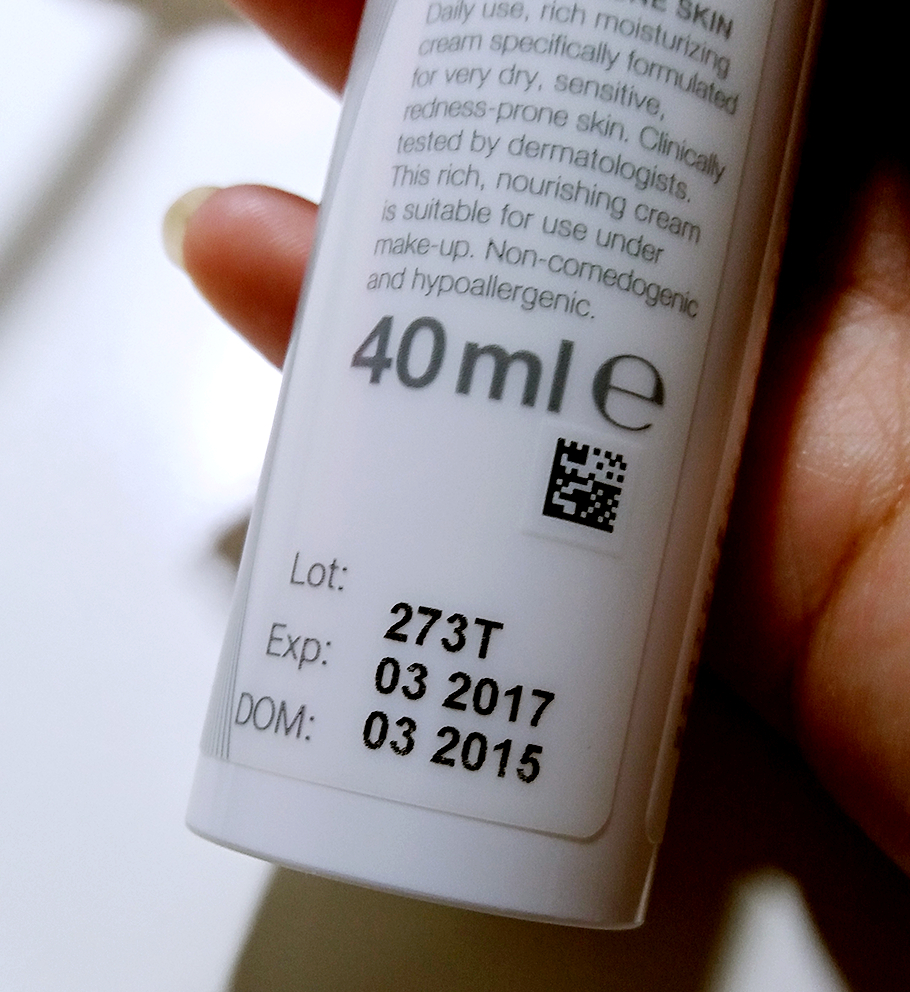 SKIN
Daily use, rich moisturizing
cream specifically formulated
for very dry, sensitive,
redness-prone skin. Clinically
tested by dermatologists.
This rich, nourishing cream
is suitable for use under
make-up. Non-comedogenic
and hypoallergenic.
40 ml e
Lot: 273T
Exp: 03 2017
DOM: 03 2015